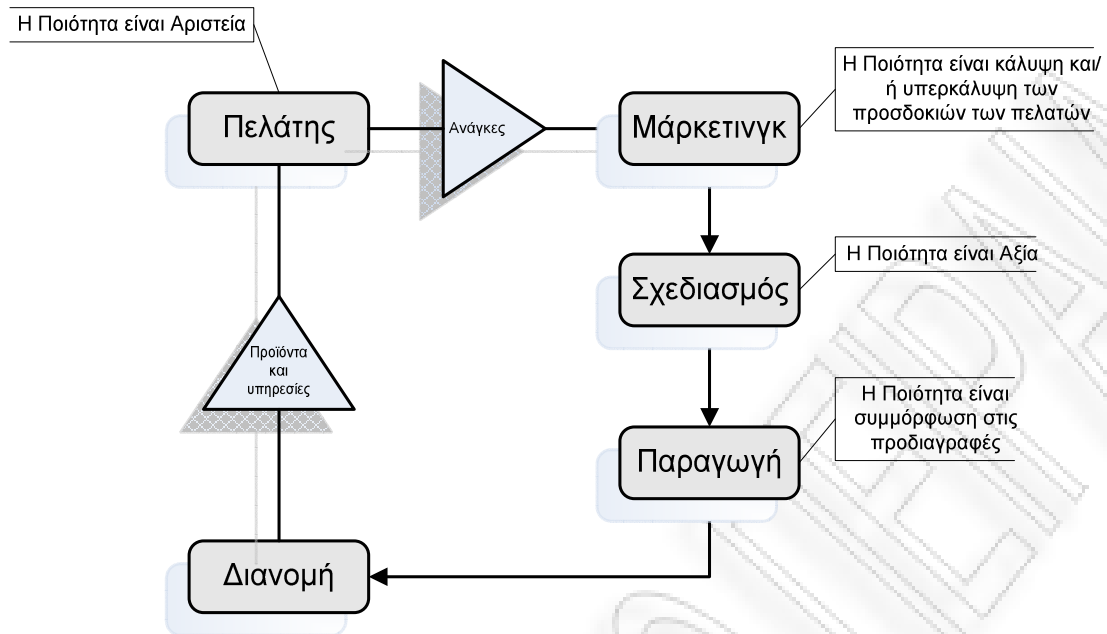 Η Ποιότητα είναι Αριστεία
Πελάτης
Ανάγκες
Μάρκετινγκ
Η Ποιότητα είναι κάλυψη και/
ή υπερκάλυψη των
προσδοκιών των πελατών
Σχεδιασμός
Η Ποιότητα είναι Αξία
Προϊόντα
και
υπηρεσίες
Παραγωγή
Η Ποιότητα είναι
συμμόρφωση στις
προδιαγραφές
Διανομή